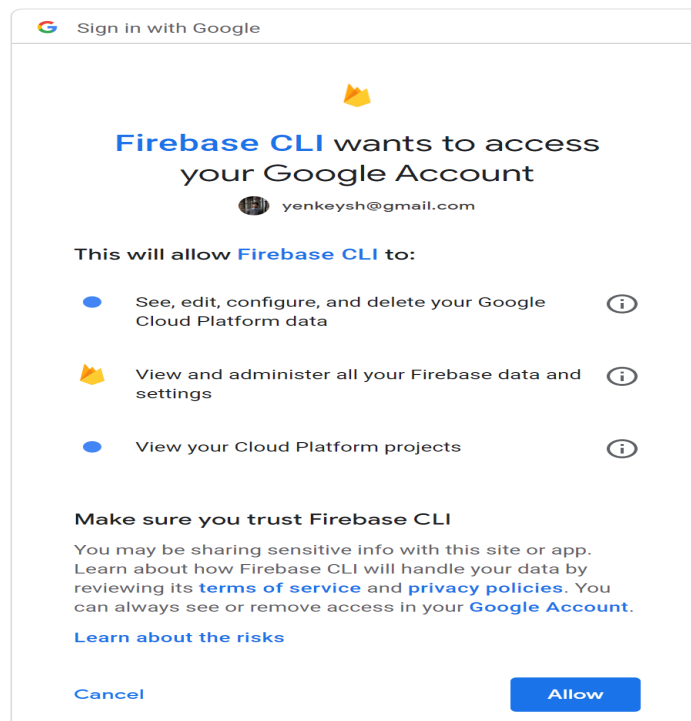 Sign in with Google
Firebase CLI wants to access
your Google Account
yenkeysh@gmail.com
This will allow Firebase CLI to:
See, edit, configure, and delete your Google
Cloud Platform data
View and administer all your Firebase data and
settings
View your Cloud Platform projects
Make sure you trust Firebase CLI
You may be sharing sensitive info with this site or app.
Learn about how Firebase CLI will handle your data by
reviewing its terms of service and privacy policies. You
can always see or remove access in your Google Account.
Learn about the risks
Cancel
Allow